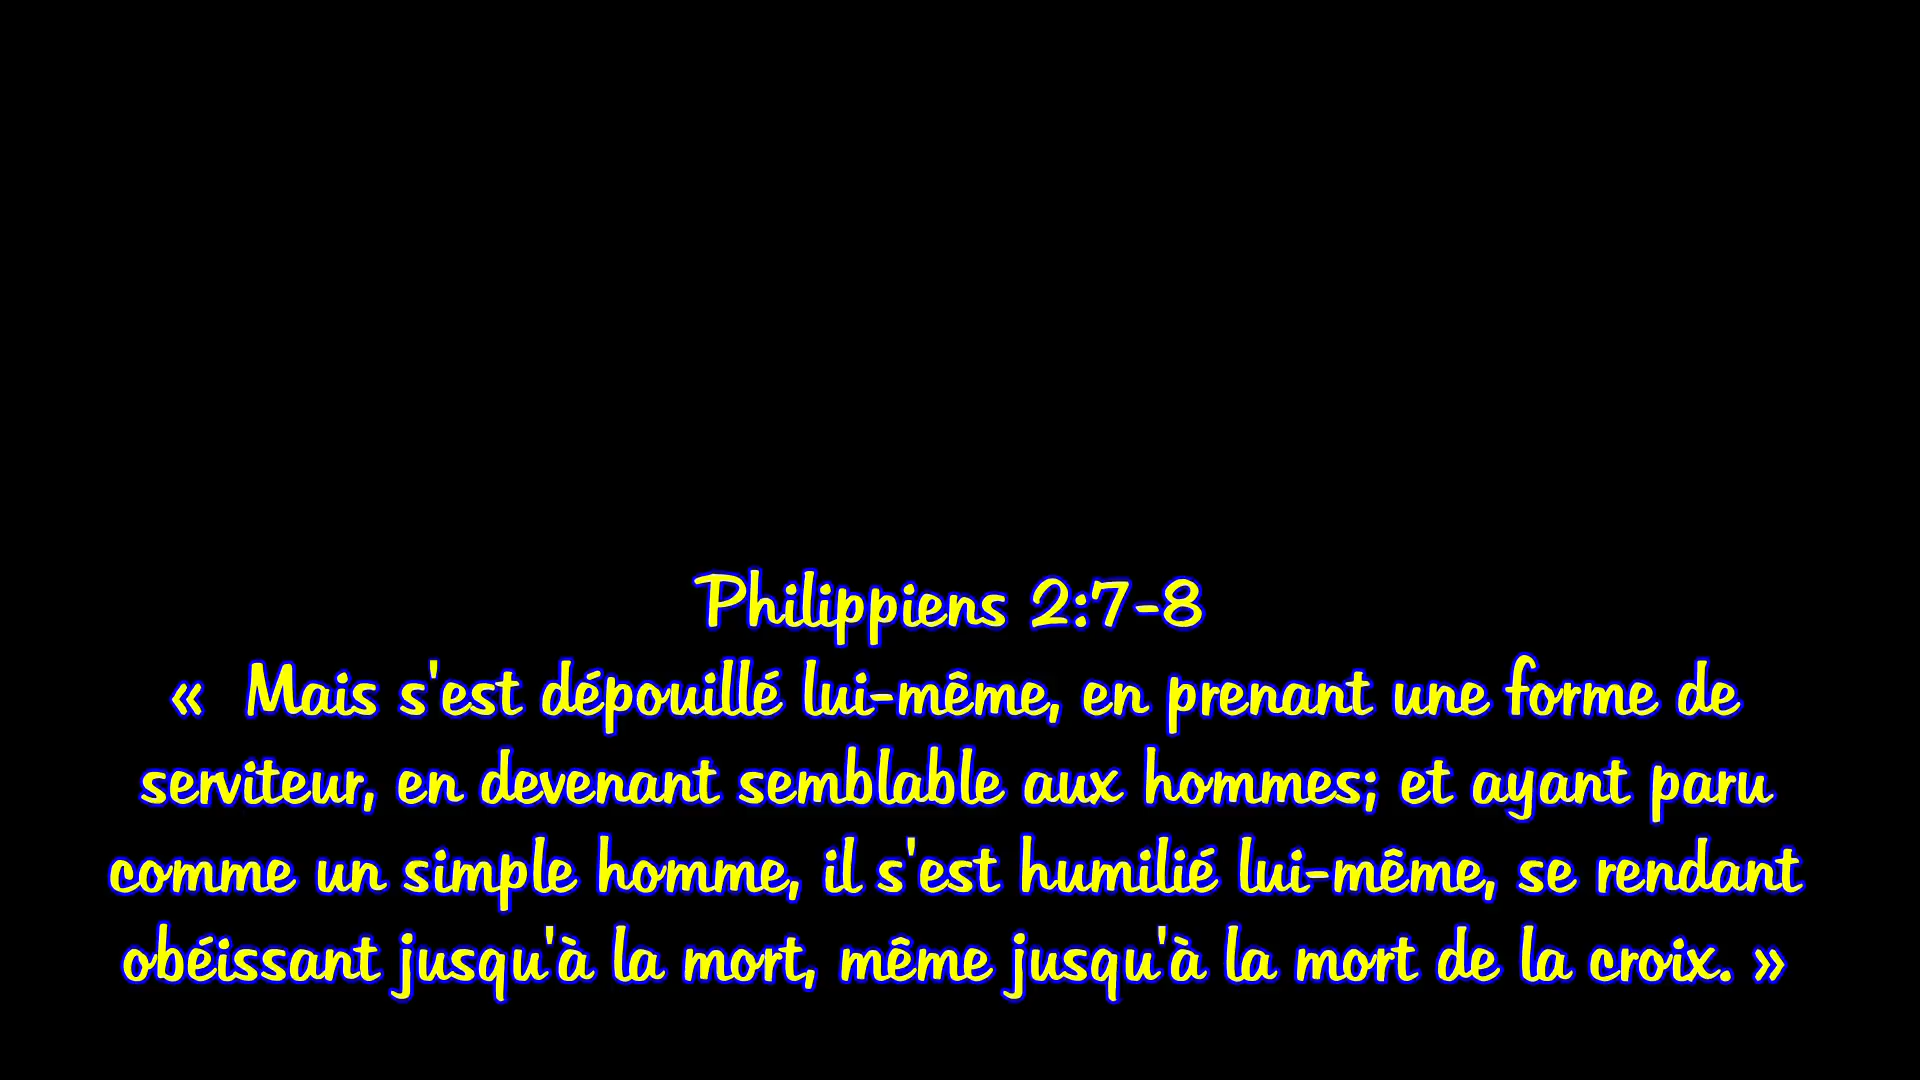 Philippiens 2:7-8
«  Mais s'est dépouillé lui-même, en prenant une forme de
serviteur, en devenant semblable aux hommes; et ayant paru
comme un simple homme, il s'est humilié lui-même, se rendant
obéissant jusqu'à la mort, même jusqu'à la mort de la croix. »